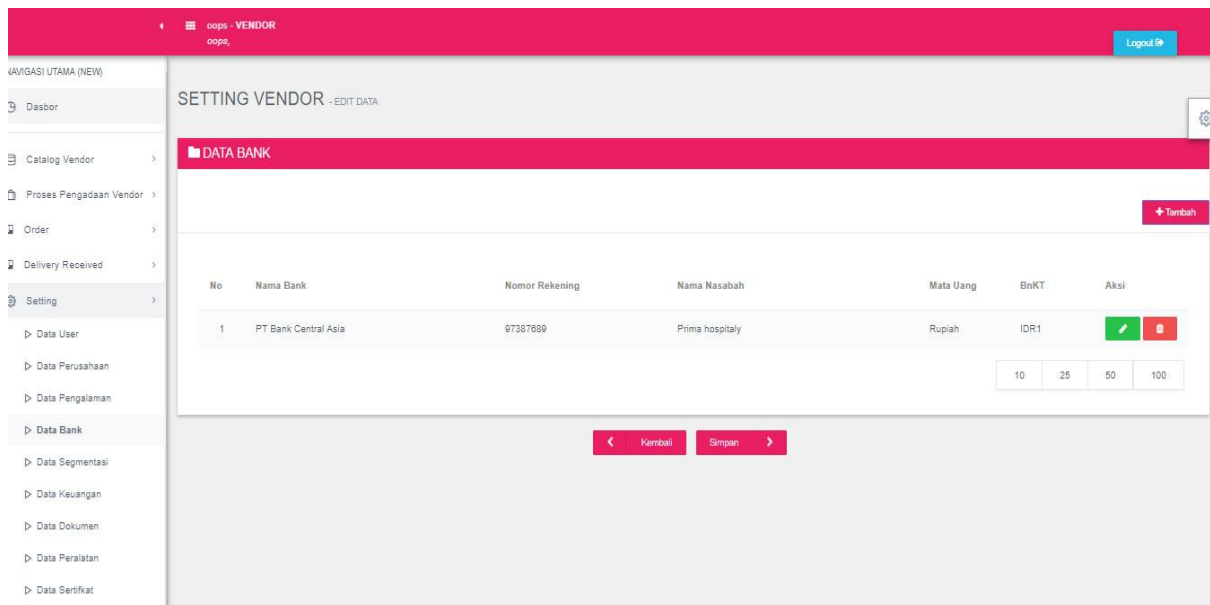 oops - VENDOR
oops,
Logout
NAVIGASI UTAMA (NEW)
Dasbor
Catalog Vendor
Proses Pengadaan Vendor
Order
Delivery Received
Setting
Data User
Data Perusahaan
Data Pengalaman
Data Bank
Data Segmentasi
Data Keuangan
Data Dokumen
Data Peralatan
Data Sertifkat
SETTING VENDOR - EDIT DATA
DATA BANK
+ Tambah
No Nama Bank Nomor Rekening Nama Nasabah Mata Uang BnKT Aksi
1 PT Bank Central Asia 97387689 Prima hospitaly Rupiah IDR1
10 25 50 100
Kembali Simpan